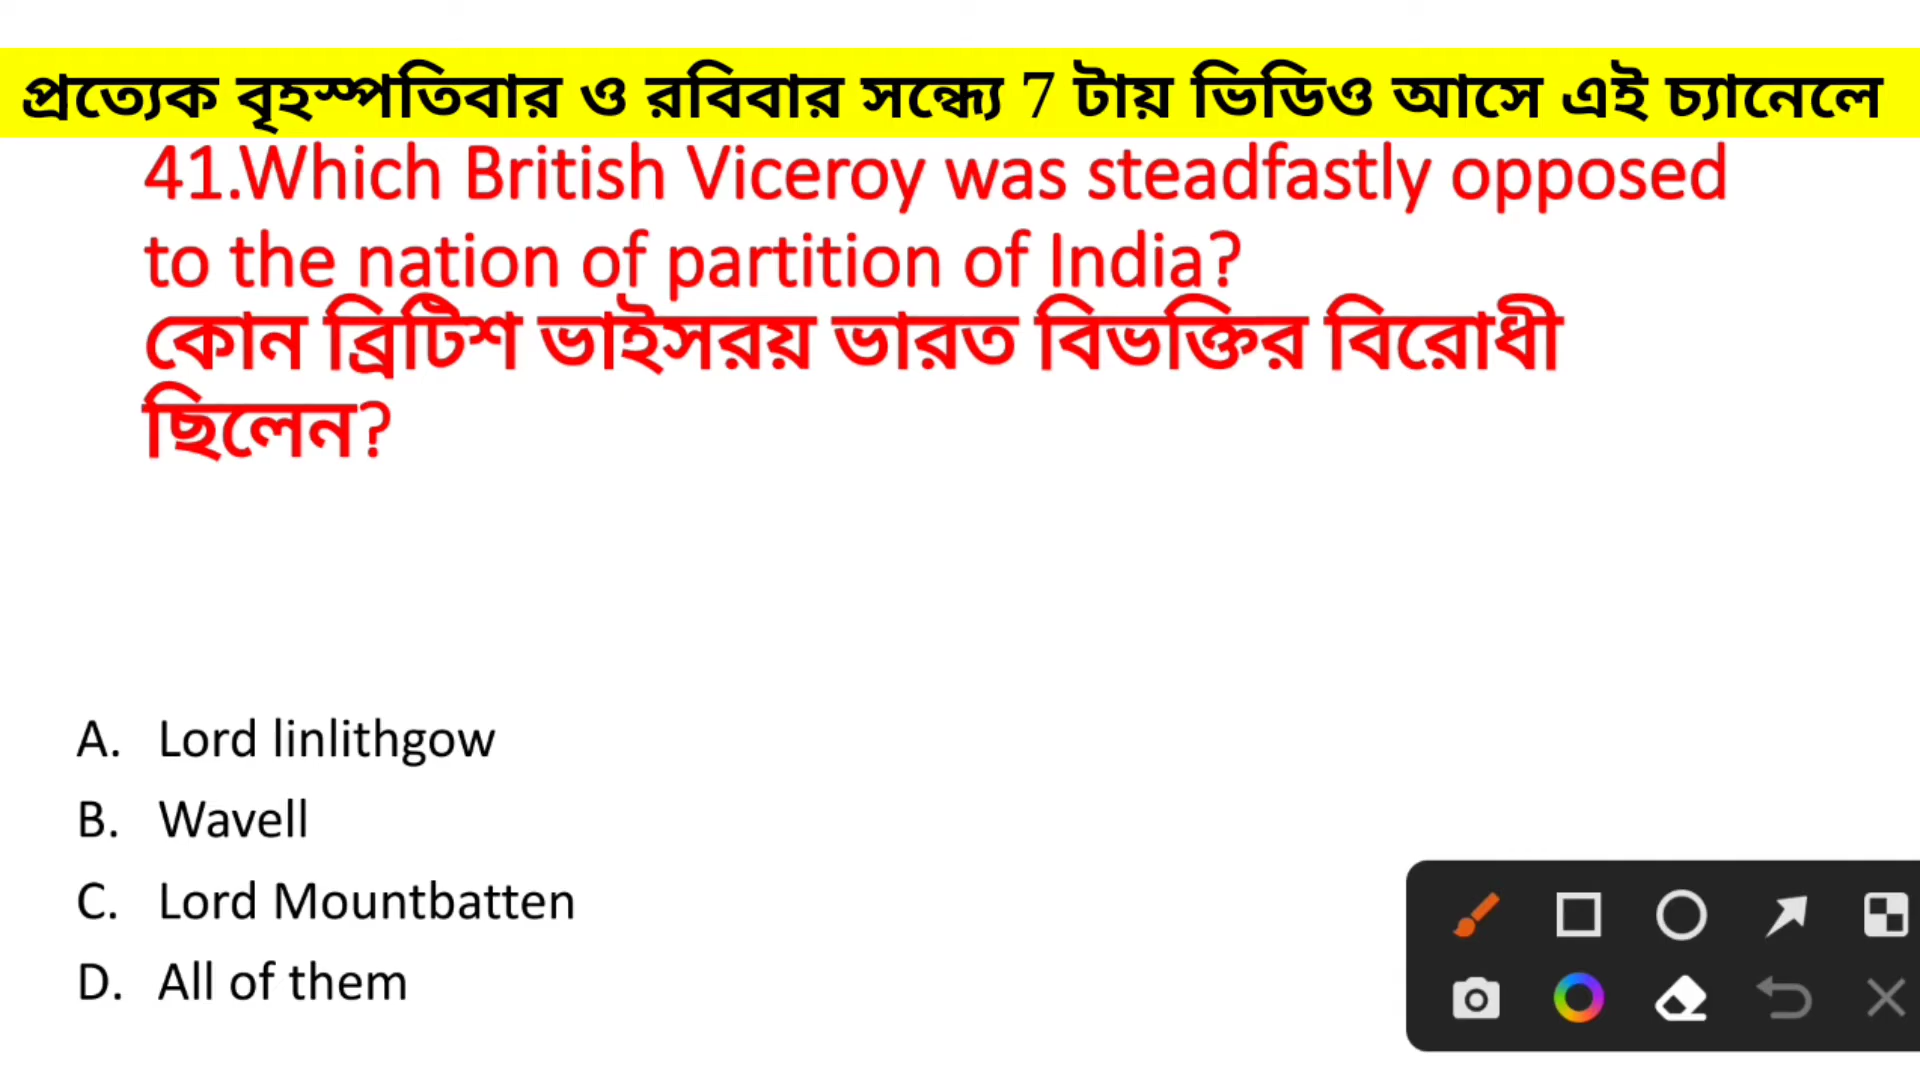 প্রত্যেক বৃহস্পতিবার ও রবিবার সন্ধ্যে 7 টায় ভিডিও আসে এই চ্যানেলে
41.Which British Viceroy was steadfastly opposed
to the nation of partition of India?
কোন ব্রিটিশ ভাইসরয় ভারত বিভক্তির বিরোধী
ছিলেন?
A. Lord linlithgow
B. Wavell
C. Lord Mountbatten
D. All of them